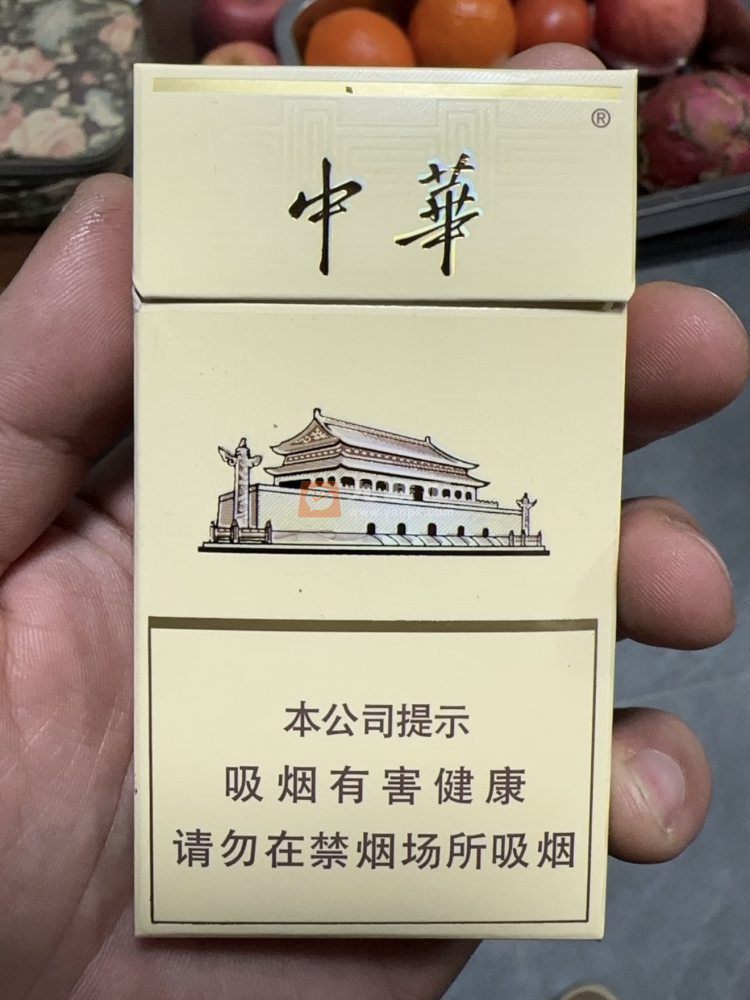 ®
中華
本公司提示
吸烟有害健康
请勿在禁烟场所吸烟